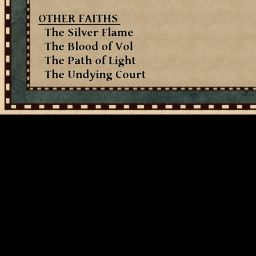 OTHER FAITHS
The Silver Flame
The Blood of Vol
The Path of Light
The Undying Court